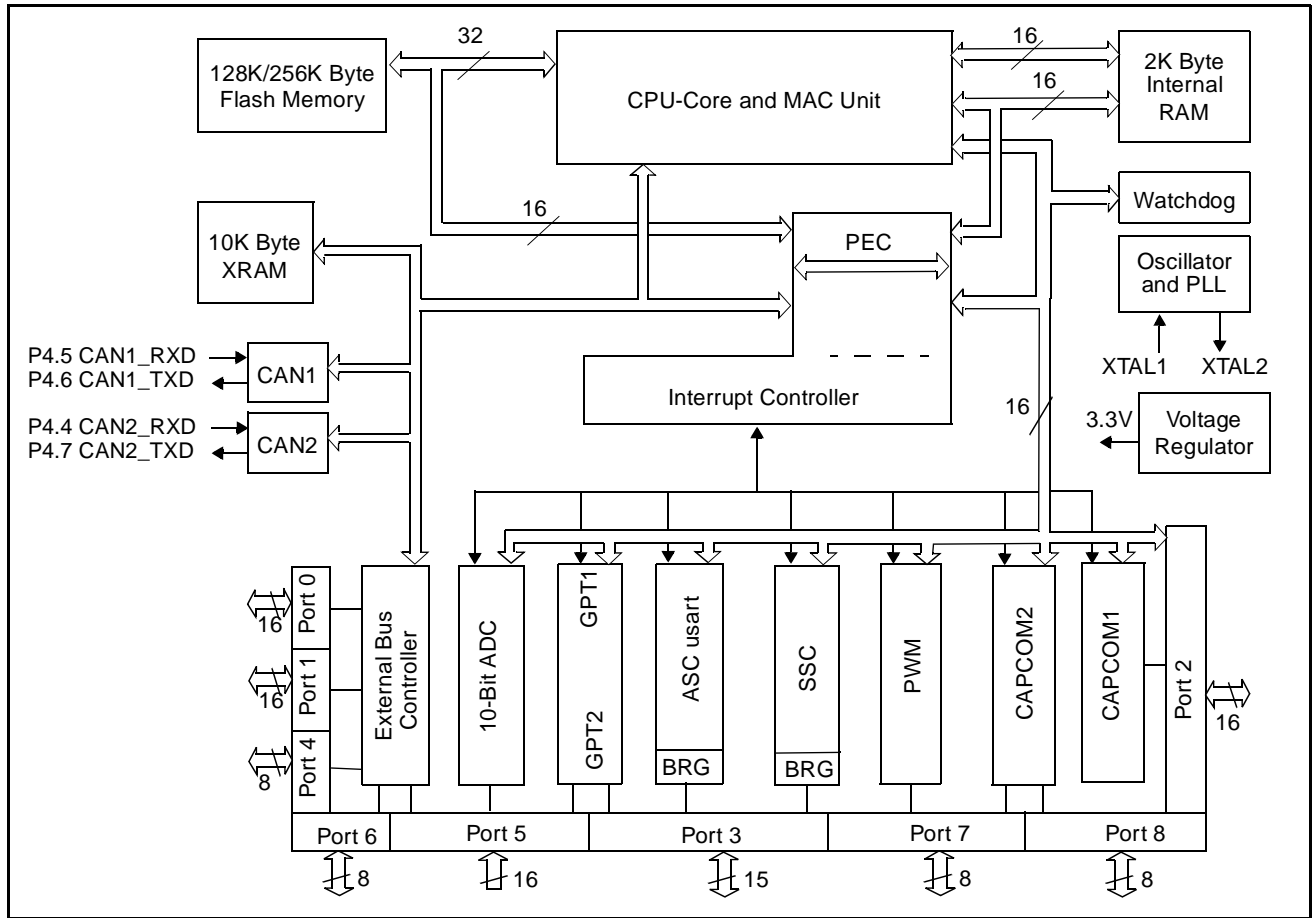 32
16
128K/256K Byte
Flash Memory
CPU-Core and MAC Unit
2K Byte
Internal
RAM
16
16
Watchdog
10K Byte
XRAM
PEC
Oscillator
and PLL
P4.5 CAN1_RXD
P4.6 CAN1_TXD
CAN1
XTAL1
XTAL2
Interrupt Controller
16
P4.4 CAN2_RXD
P4.7 CAN2_TXD
CAN2
3.3V
Voltage
Regulator
Port 0
16
Port 1
16
Port 4
8
External Bus
Controller
10-Bit ADC
GPT1
GPT2
ASC usart
BRG
SSC
BRG
PWM
CAPCOM2
CAPCOM1
Port 2
16
Port 6
Port 5
Port 3
Port 7
Port 8
8
16
15
8
8